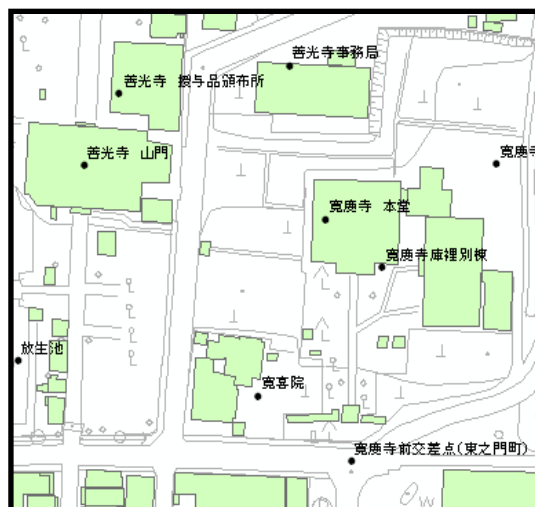 善光寺事務局
善光寺 授与品頒布所
善光寺 山門
寛慶寺
寛慶寺 本堂
寛慶寺庫裡別棟
放生池
寛喜院
寛慶寺前交差点(東之門町)